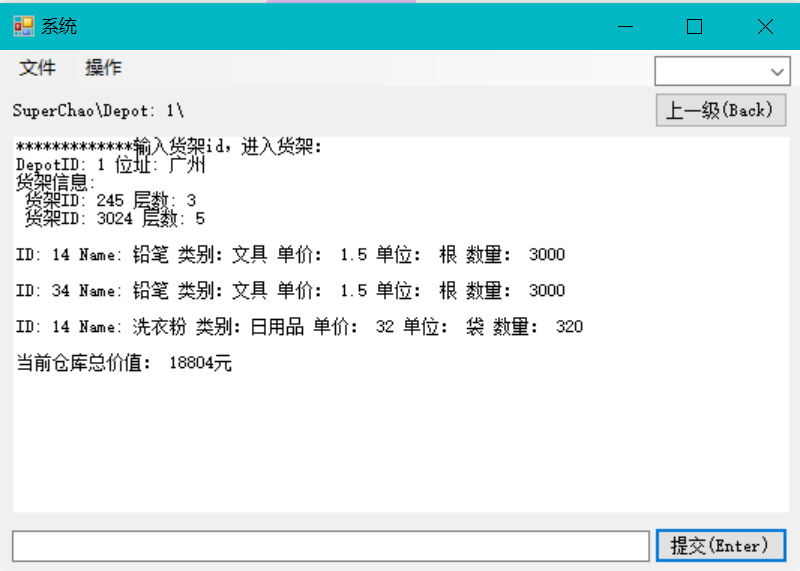 系统
文件 操作
SuperChao\Depot: 1\
上一级(Back)
*************输入货架id，进入货架：
DepotID: 1 位址: 广州
货架信息:
货架ID: 245 层数: 3
货架ID: 3024 层数: 5
ID: 14 Name: 铅笔 类别: 文具 单价： 1.5 单位： 根 数量： 3000
ID: 34 Name: 铅笔 类别: 文具 单价： 1.5 单位： 根 数量： 3000
ID: 14 Name: 洗衣粉 类别: 日用品 单价： 32 单位： 袋 数量： 320
当前仓库总价值： 18804元
提交(Enter)